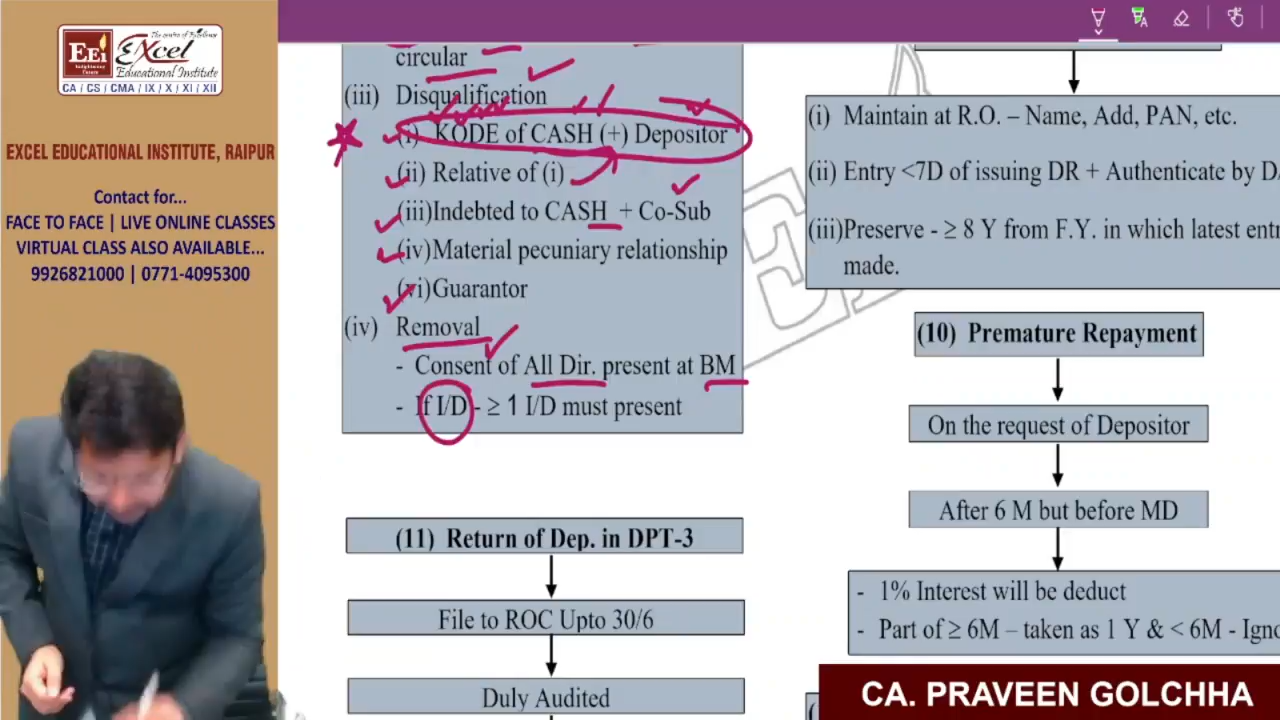 The centre of Excellence
EEi
Enlightening Future
Excel
Educational Institute
CA / CS / CMA / IX / X / XI / XII
EXCEL EDUCATIONAL INSTITUTE, RAIPUR
Contact for...
FACE TO FACE | LIVE ONLINE CLASSES
VIRTUAL CLASS ALSO AVAILABLE...
9926821000 | 0771-4095300
circular
(iii) Disqualification
(i) KODE of CASH (+) Depositor
(ii) Relative of (i)
(iii)Indebted to CASH + Co-Sub
(iv)Material pecuniary relationship
(vi)Guarantor
(iv) Removal
- Consent of All Dir. present at BM
- If I/D - ≥ 1 I/D must present
(11) Return of Dep. in DPT-3
File to ROC Upto 30/6
Duly Audited
(i) Maintain at R.O. – Name, Add, PAN, etc.
(ii) Entry <7D of issuing DR + Authenticate by D
(iii)Preserve - ≥ 8 Y from F.Y. in which latest entr
made.
(10) Premature Repayment
On the request of Depositor
After 6 M but before MD
- 1% Interest will be deduct
- Part of ≥ 6M – taken as 1 Y & < 6M - Igno
CA. PRAVEEN GOLCHHA